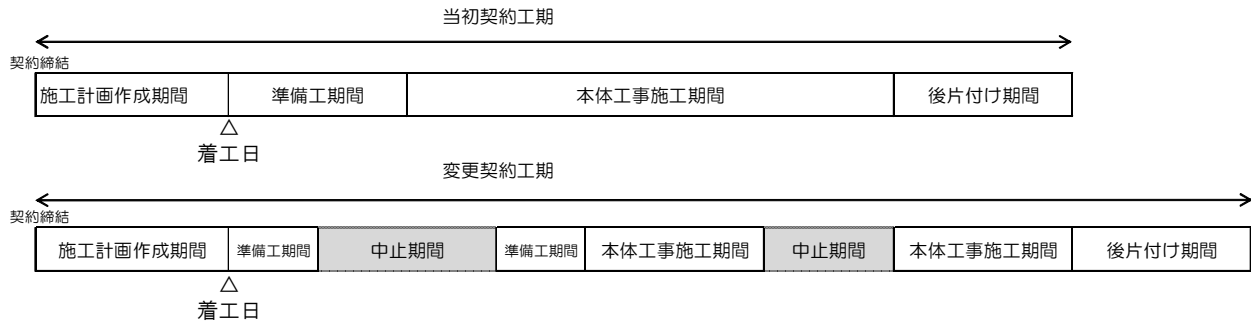 当初契約工期
契約締結
施工計画作成期間 準備工期間 本体工事施工期間 後片付け期間
△
着工日
変更契約工期
契約締結
施工計画作成期間 準備工期間 中止期間 準備工期間 本体工事施工期間 中止期間 本体工事施工期間 後片付け期間
△
着工日